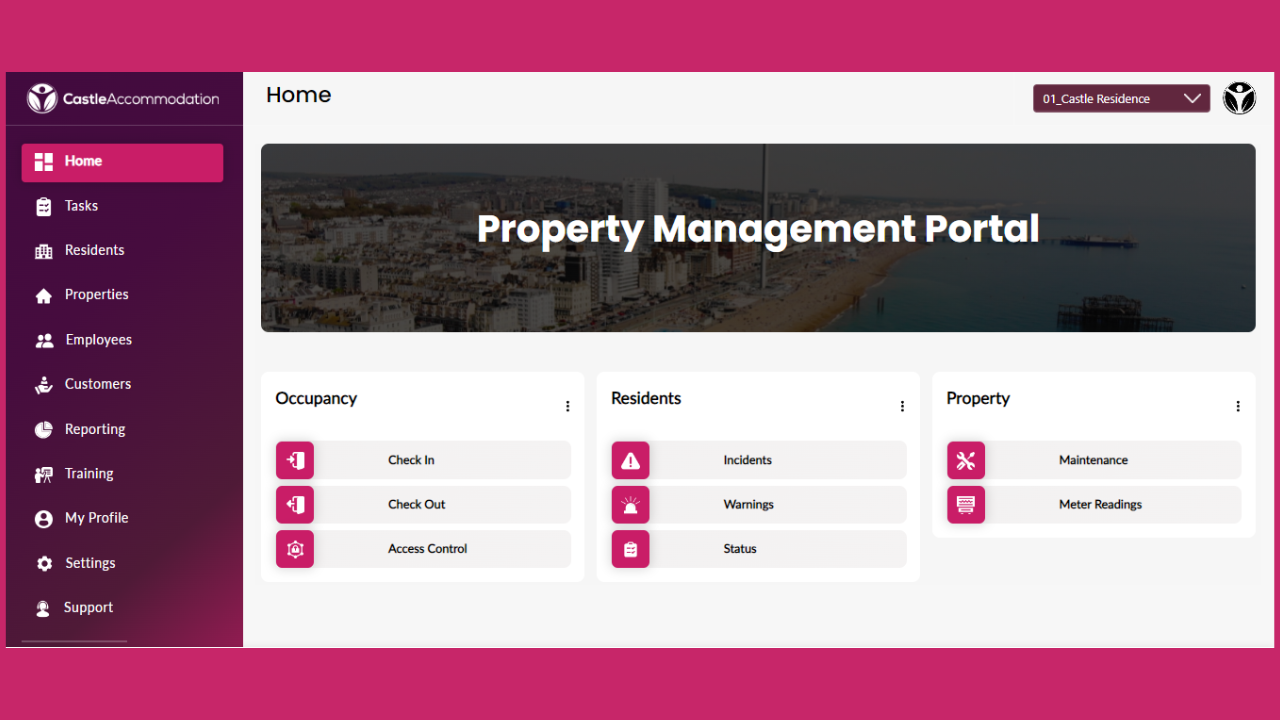 CastleAccommodation
Home
01_Castle Residence
Home
Tasks
Residents
Properties
Employees
Customers
Reporting
Training
My Profile
Settings
Support
Property Management Portal
Occupancy
Check In
Check Out
Access Control
Residents
Incidents
Warnings
Status
Property
Maintenance
Meter Readings